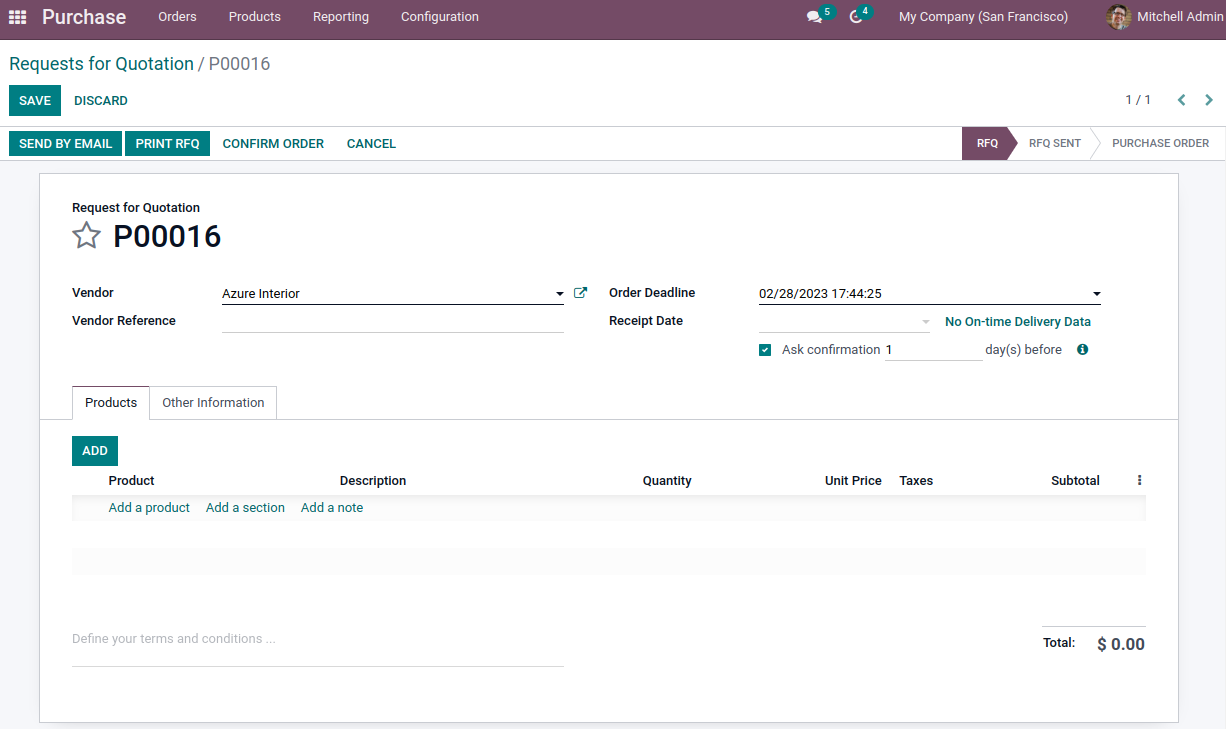 Purchase Orders Products Reporting Configuration 5 4 My Company (San Francisco) Mitchell Admin
Requests for Quotation / P00016
SAVE DISCARD 1 / 1
SEND BY EMAIL PRINT RFQ CONFIRM ORDER CANCEL RFQ RFQ SENT PURCHASE ORDER
Request for Quotation
P00016
Vendor Azure Interior Order Deadline 02/28/2023 17:44:25
Vendor Reference Receipt Date No On-time Delivery Data
Ask confirmation 1 day(s) before
Products Other Information
ADD
Product Description Quantity Unit Price Taxes Subtotal
Add a product Add a section Add a note
Define your terms and conditions ...
Total: $ 0.00